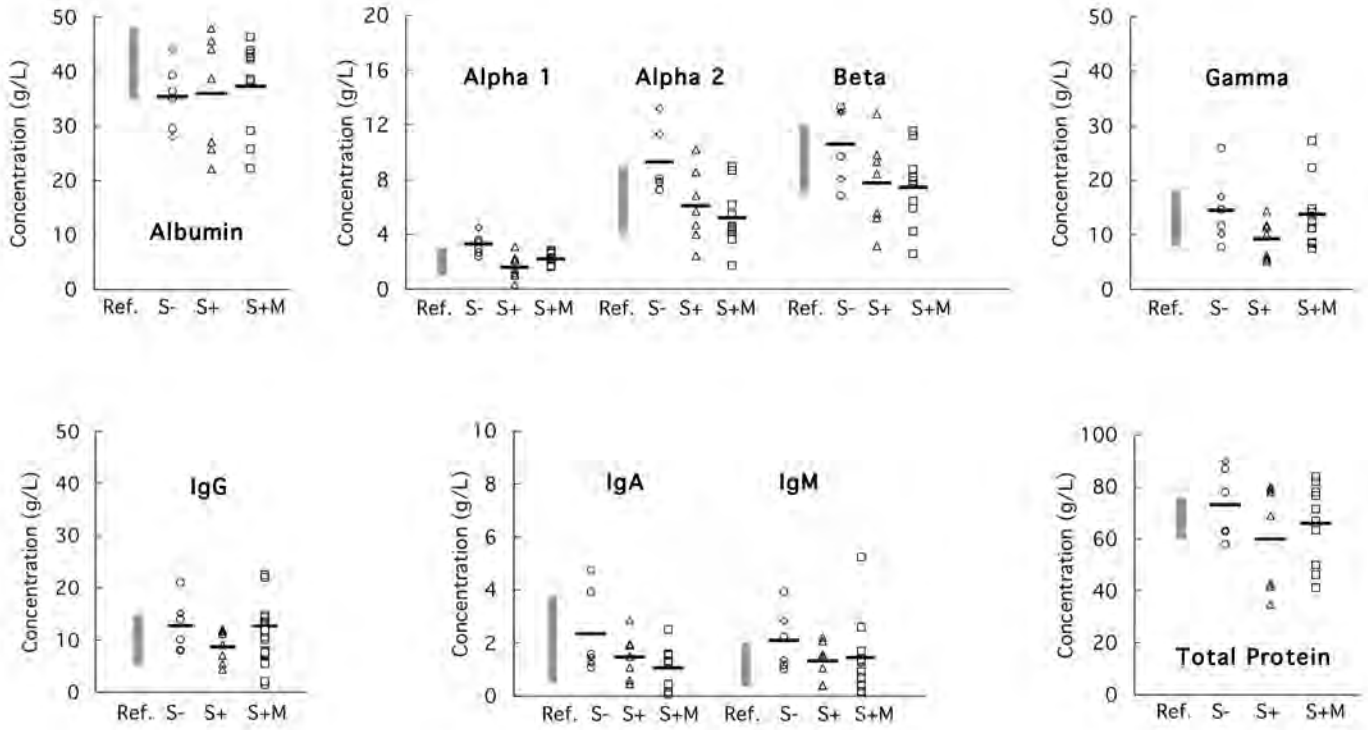 Concentration (g/L)
50
40
30
20
10
0
Albumin
Ref. S- S+ S+M
Concentration (g/L)
20
16
12
8
4
0
Alpha 1 Alpha 2 Beta
Ref. S- S+ S+M Ref. S- S+ S+M Ref. S- S+ S+M
Concentration (g/L)
50
40
30
20
10
0
Gamma
Ref. S- S+ S+M
Concentration (g/L)
50
40
30
20
10
0
IgG
Ref. S- S+ S+M
Concentration (g/L)
10
8
6
4
2
0
IgA IgM
Ref. S- S+ S+M Ref. S- S+ S+M
Concentration (g/L)
100
80
60
40
20
0
Total Protein
Ref. S- S+ S+M